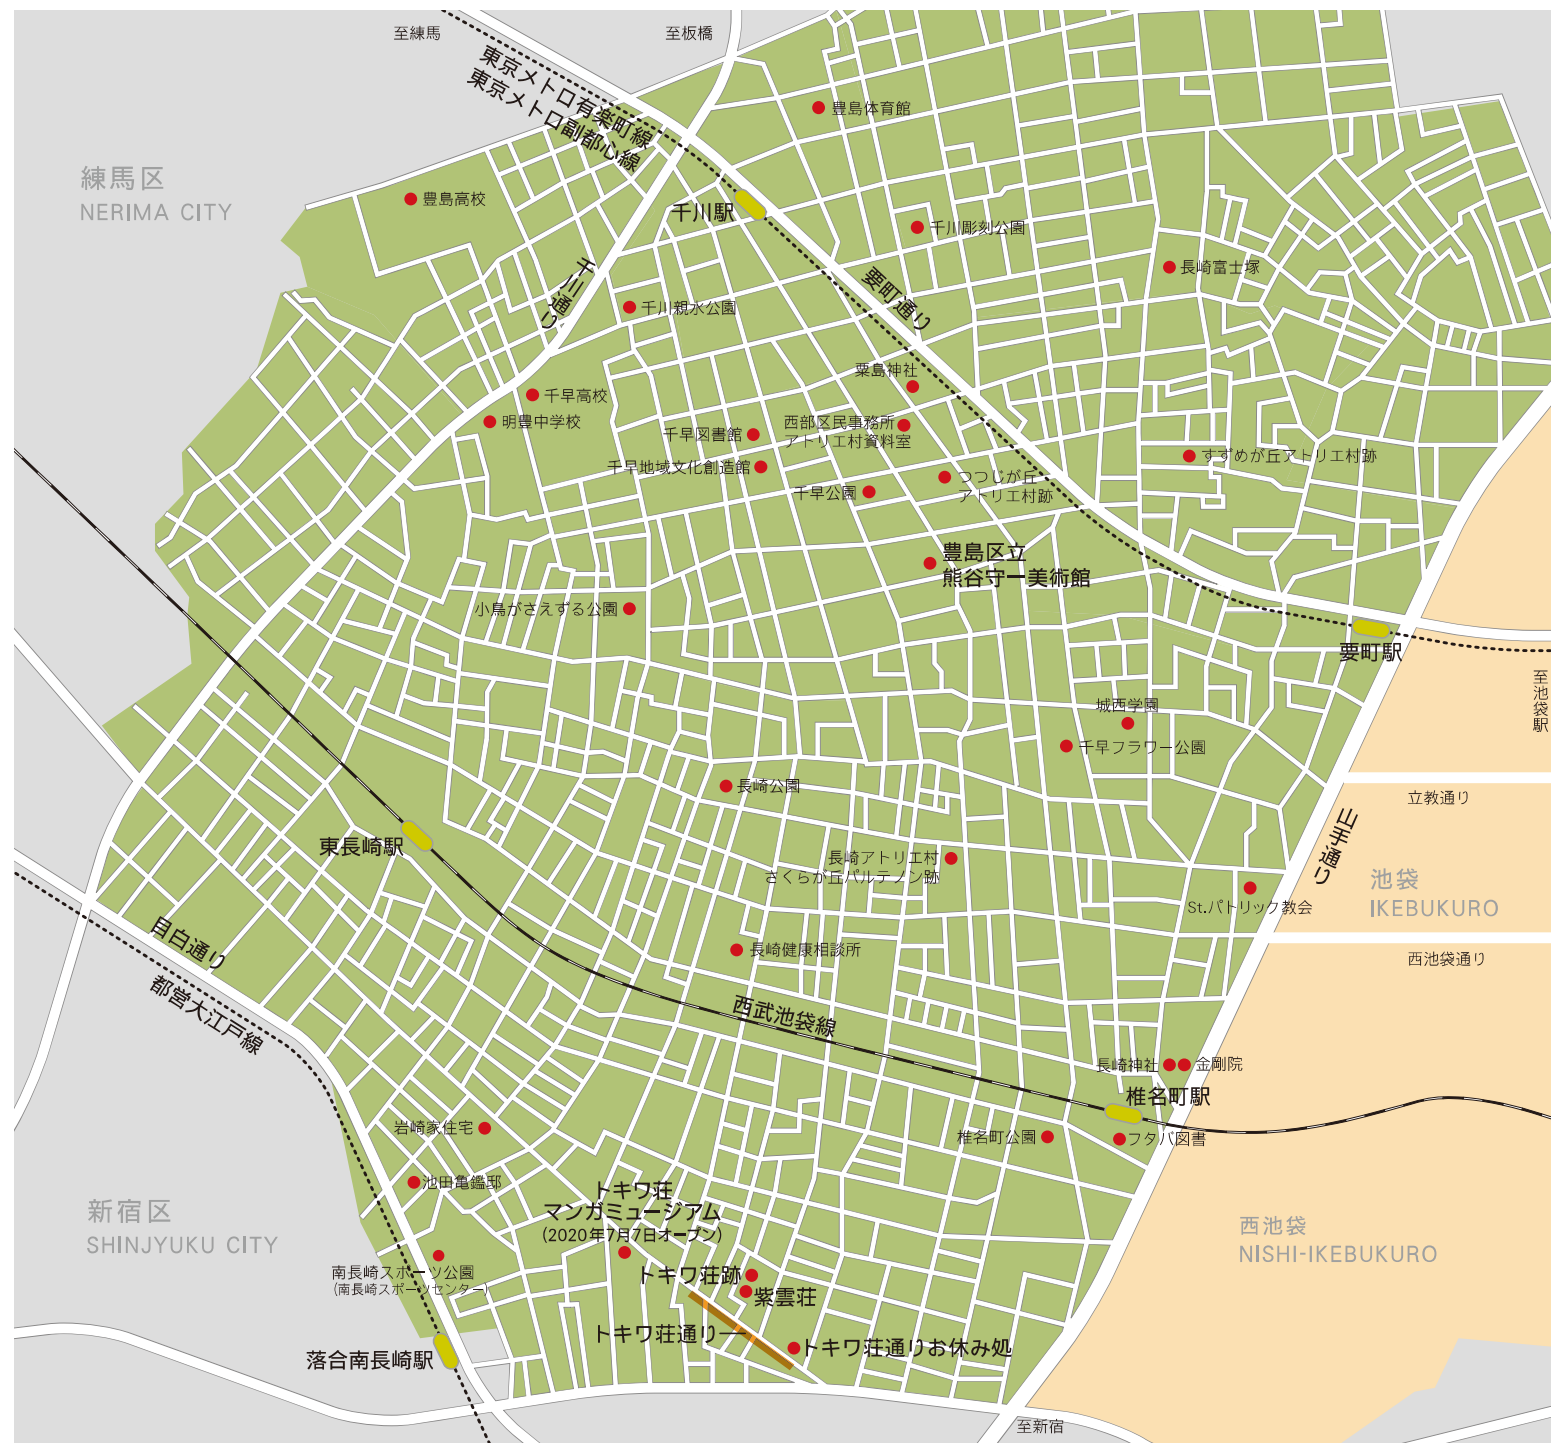 至練馬
至板橋
東京メトロ有楽町線
東京メトロ副都心線
豊島体育館
練馬区
NERIMA CITY
豊島高校
千川駅
千川彫刻公園
長崎富士塚
千川通り
要町通り
千川親水公園
粟島神社
千早高校
明豊中学校
千早図書館
西部区民事務所
アトリエ村資料室
千早地域文化創造館
すずめが丘アトリエ村跡
千早公園
つつじが丘
アトリエ村跡
豊島区立
熊谷守一美術館
小鳥がさえずる公園
要町駅
至池袋駅
城西学園
千早フラワー公園
長崎公園
立教通り
山手通り
東長崎駅
長崎アトリエ村
さくらが丘パルテノン跡
池袋
IKEBUKURO
St.パトリック教会
目白通り
長崎健康相談所
西池袋通り
都営大江戸線
西武池袋線
長崎神社
金剛院
椎名町駅
岩崎家住宅
椎名町公園
フタバ図書
池田亀鑑邸
新宿区
SHINJYUKU CITY
トキワ荘
マンガミュージアム
(2020年7月7日オープン)
西池袋
NISHI-IKEBUKURO
南長崎スポーツ公園
(南長崎スポーツセンター)
トキワ荘跡
紫雲荘
トキワ荘通り
トキワ荘通りお休み処
落合南長崎駅
至新宿